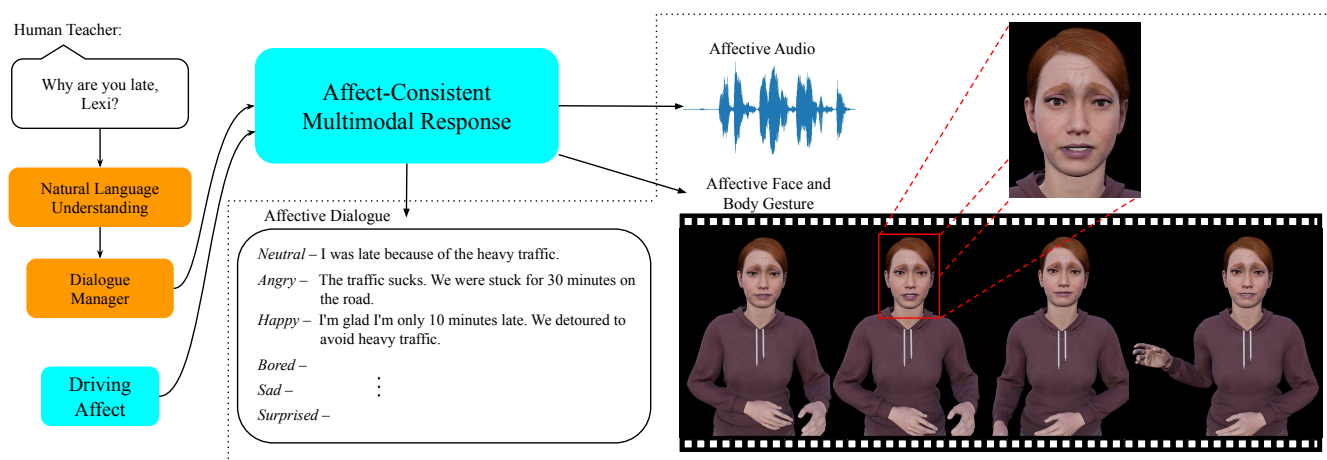 Human Teacher:
Why are you late,
Lexi?
Natural Language
Understanding
Dialogue
Manager
Driving
Affect
Affect-Consistent
Multimodal Response
Affective Dialogue
Neutral – I was late because of the heavy traffic.
Angry – The traffic sucks. We were stuck for 30 minutes on
the road.
Happy – I'm glad I'm only 10 minutes late. We detoured to
avoid heavy traffic.
Bored –
Sad –
Surprised –
Affective Audio
Affective Face and
Body Gesture